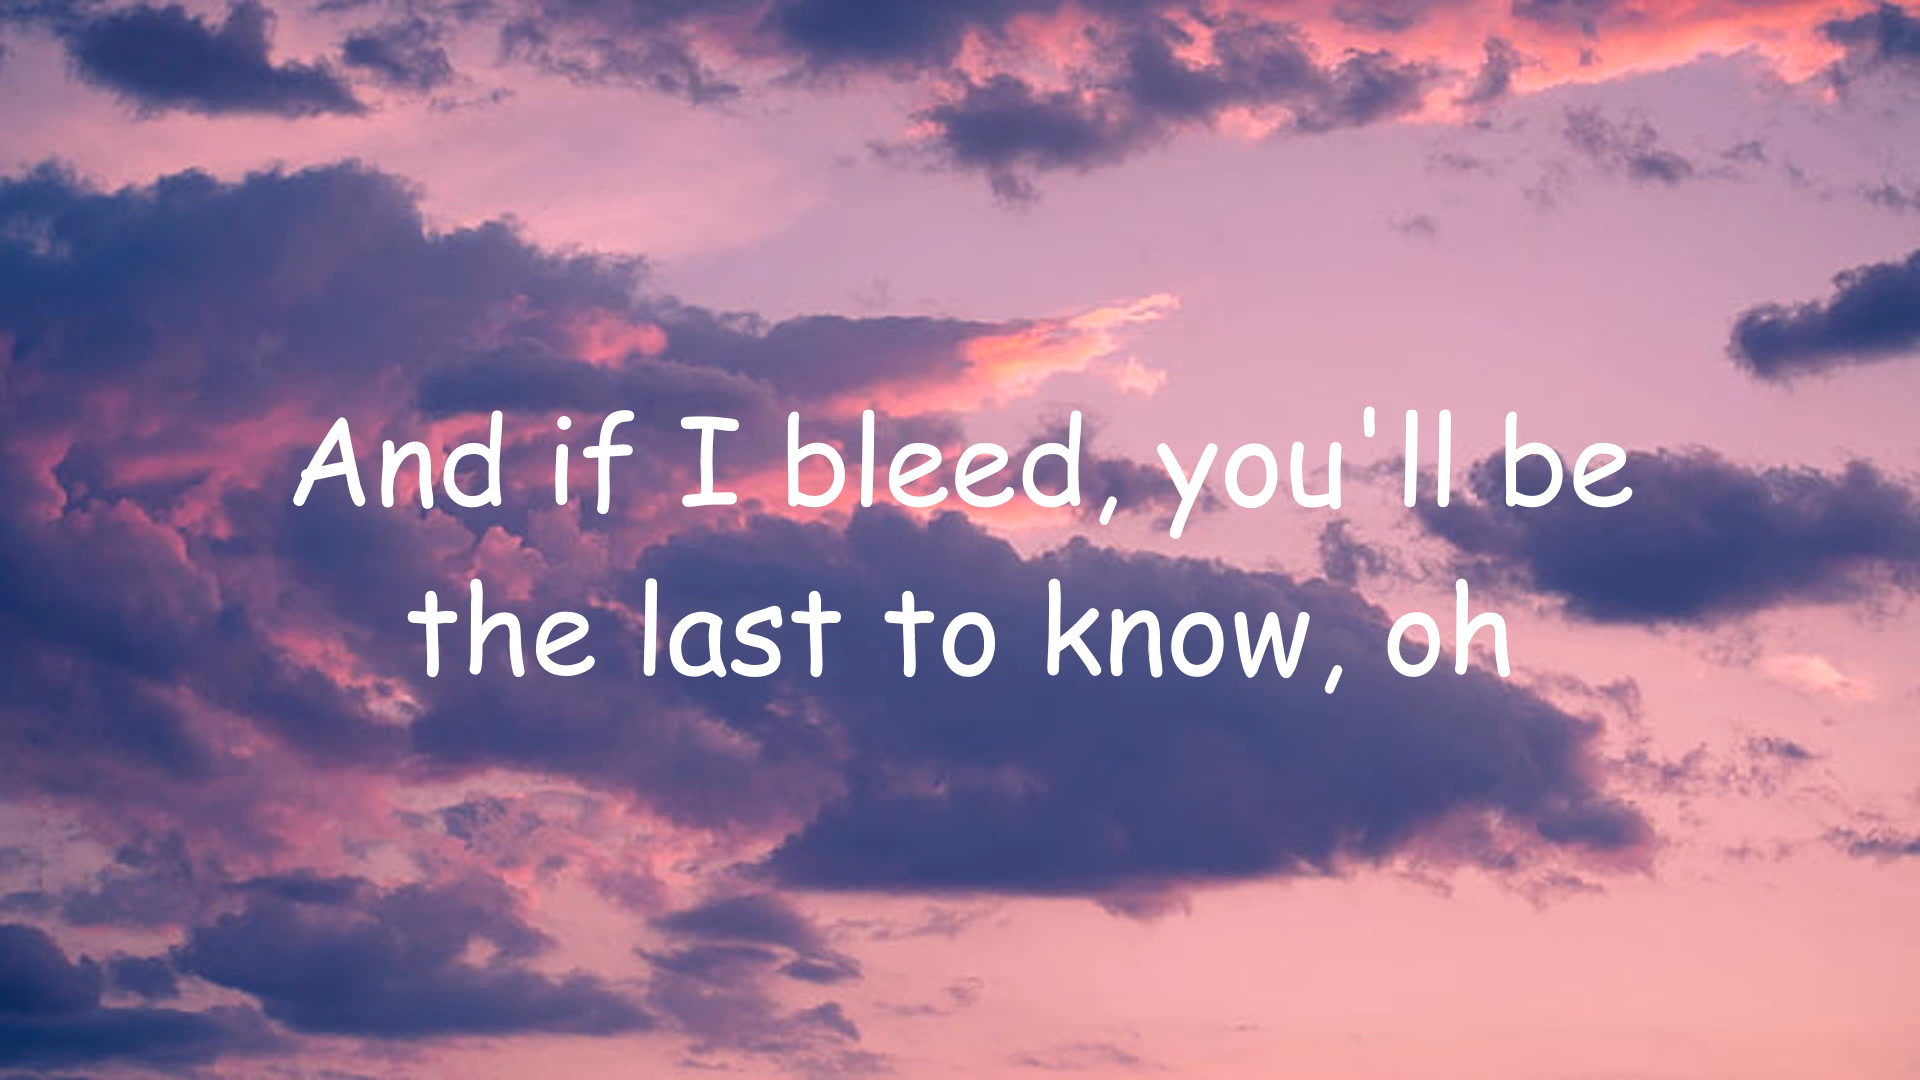 And if I bleed, you'll be
the last to know, oh